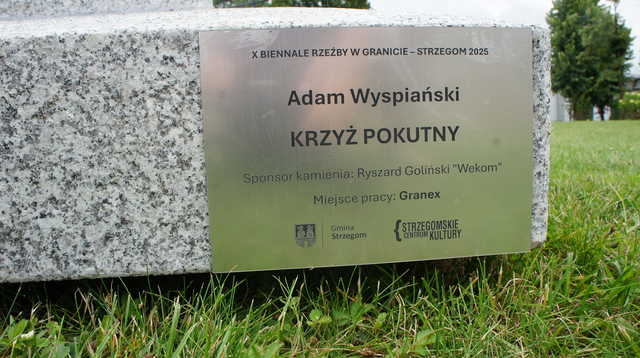 X BIENNALE RZEŹBY W GRANICIE – STRZEGOM 2025
Adam Wyspiański
KRZYŻ POKUTNY
Sponsor kamienia: Ryszard Goliński "Wekom"
Miejsce pracy: Granex
Gmina
Strzegom
STRZEGOMSKIE
CENTRUM KULTURY